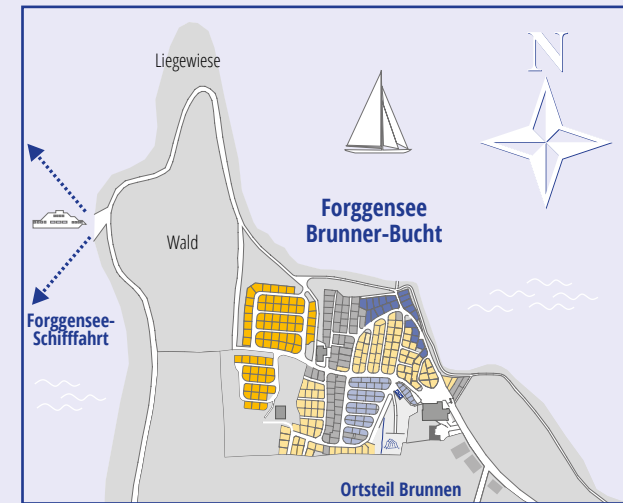 Liegewiese
N
Forggensee
Brunner-Bucht
Wald
Forggensee-
Schifffahrt
Ortsteil Brunnen